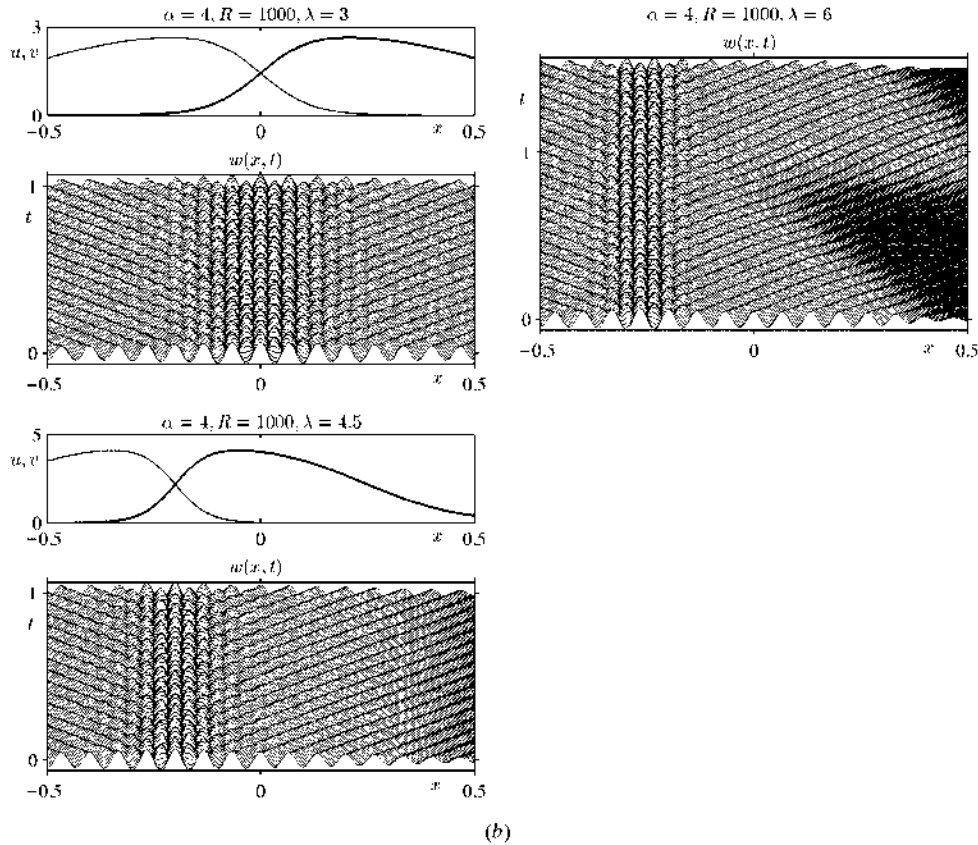 α = 4, R = 1000, λ = 3
3
u, v
0
−0.5 0 x 0.5
w(x, t)
1
t
0
−0.5 0 x 0.5
α = 4, R = 1000, λ = 4.5
5
u, v
0
−0.5 0 x 0.5
w(x, t)
1
t
0
−0.5 0 x 0.5
α = 4, R = 1000, λ = 6
w(x, t)
t
1
0
−0.5 0 x 0.5
(b)